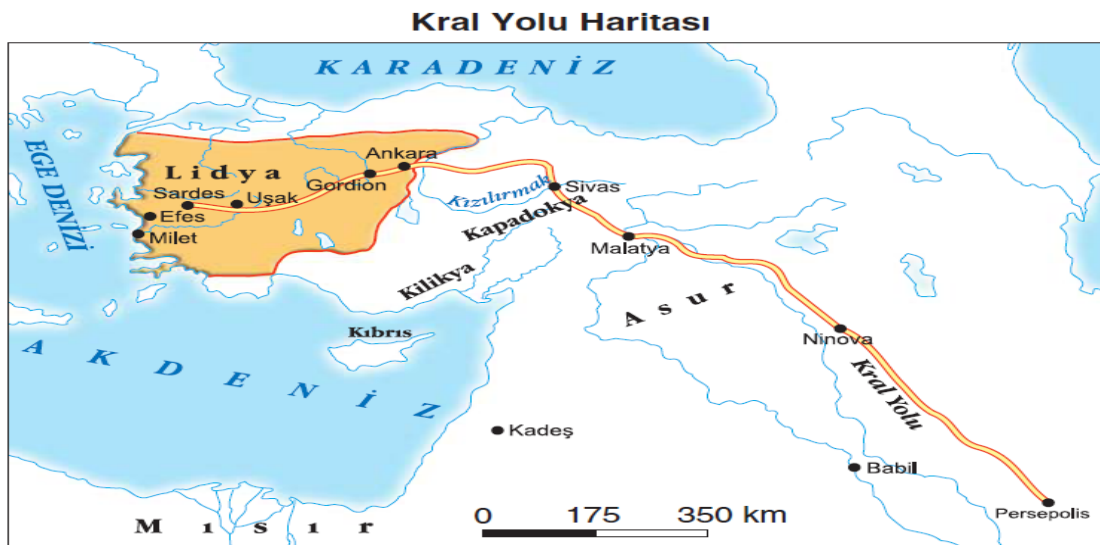 Kral Yolu Haritası
KARADENİZ
EGE DENİZİ
Lidya
Ankara
Gordion
Sardes
Uşak
Efes
Milet
Kızılırmak
Sivas
Kapadokya
Malatya
Kilikya
Asur
Kıbrıs
Ninova
AKDENİZ
Kral Yolu
Kadeş
Babil
Persepolis
Mısır
0 175 350 km